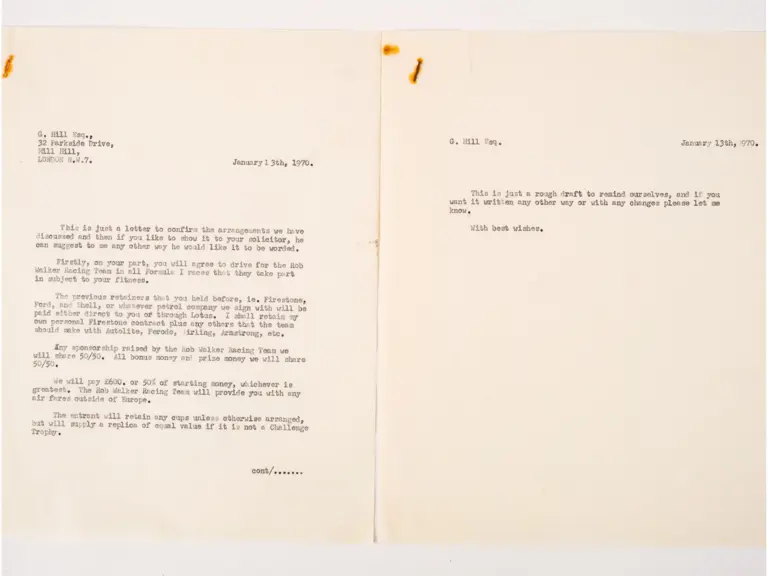 G. Hill Esq.,
32 Parkside Drive,
Mill Hill,
LONDON N.W.7.
January 13th, 1970.
This is just a letter to confirm the arrangements we have
discussed and then if you like to show it to your solicitor, he
can suggest to me any other way he would like it to be worded.
Firstly, on your part, you will agree to drive for the Rob
Walker Racing Team in all Formula I races that they take part
in subject to your fitness.
The previous retainers that you held before, ie. Firestone,
Ford, and Shell, or whatever petrol company we sign with will be
paid either direct to you or through Lotus. I shall retain my
own personal Firestone contract plus any others that the team
should make with Autolite, Ferodo, Girling, Armstrong, etc.
Any sponsorship raised by the Rob Walker Racing Team we
will share 50/50. All bonus money and prize money we will share
50/50.
We will pay £600. or 50% of starting money, whichever is
greatest. The Rob Walker Racing Team will provide you with any
air fares outside of Europe.
The entrant will retain any cups unless otherwise arranged,
but will supply a replica of equal value if it is not a Challenge
Trophy.
cont/.......
G. Hill Esq.
January 13th, 1970.
This is just a rough draft to remind ourselves, and if you
want it written any other way or with any changes please let me
know.
With best wishes.